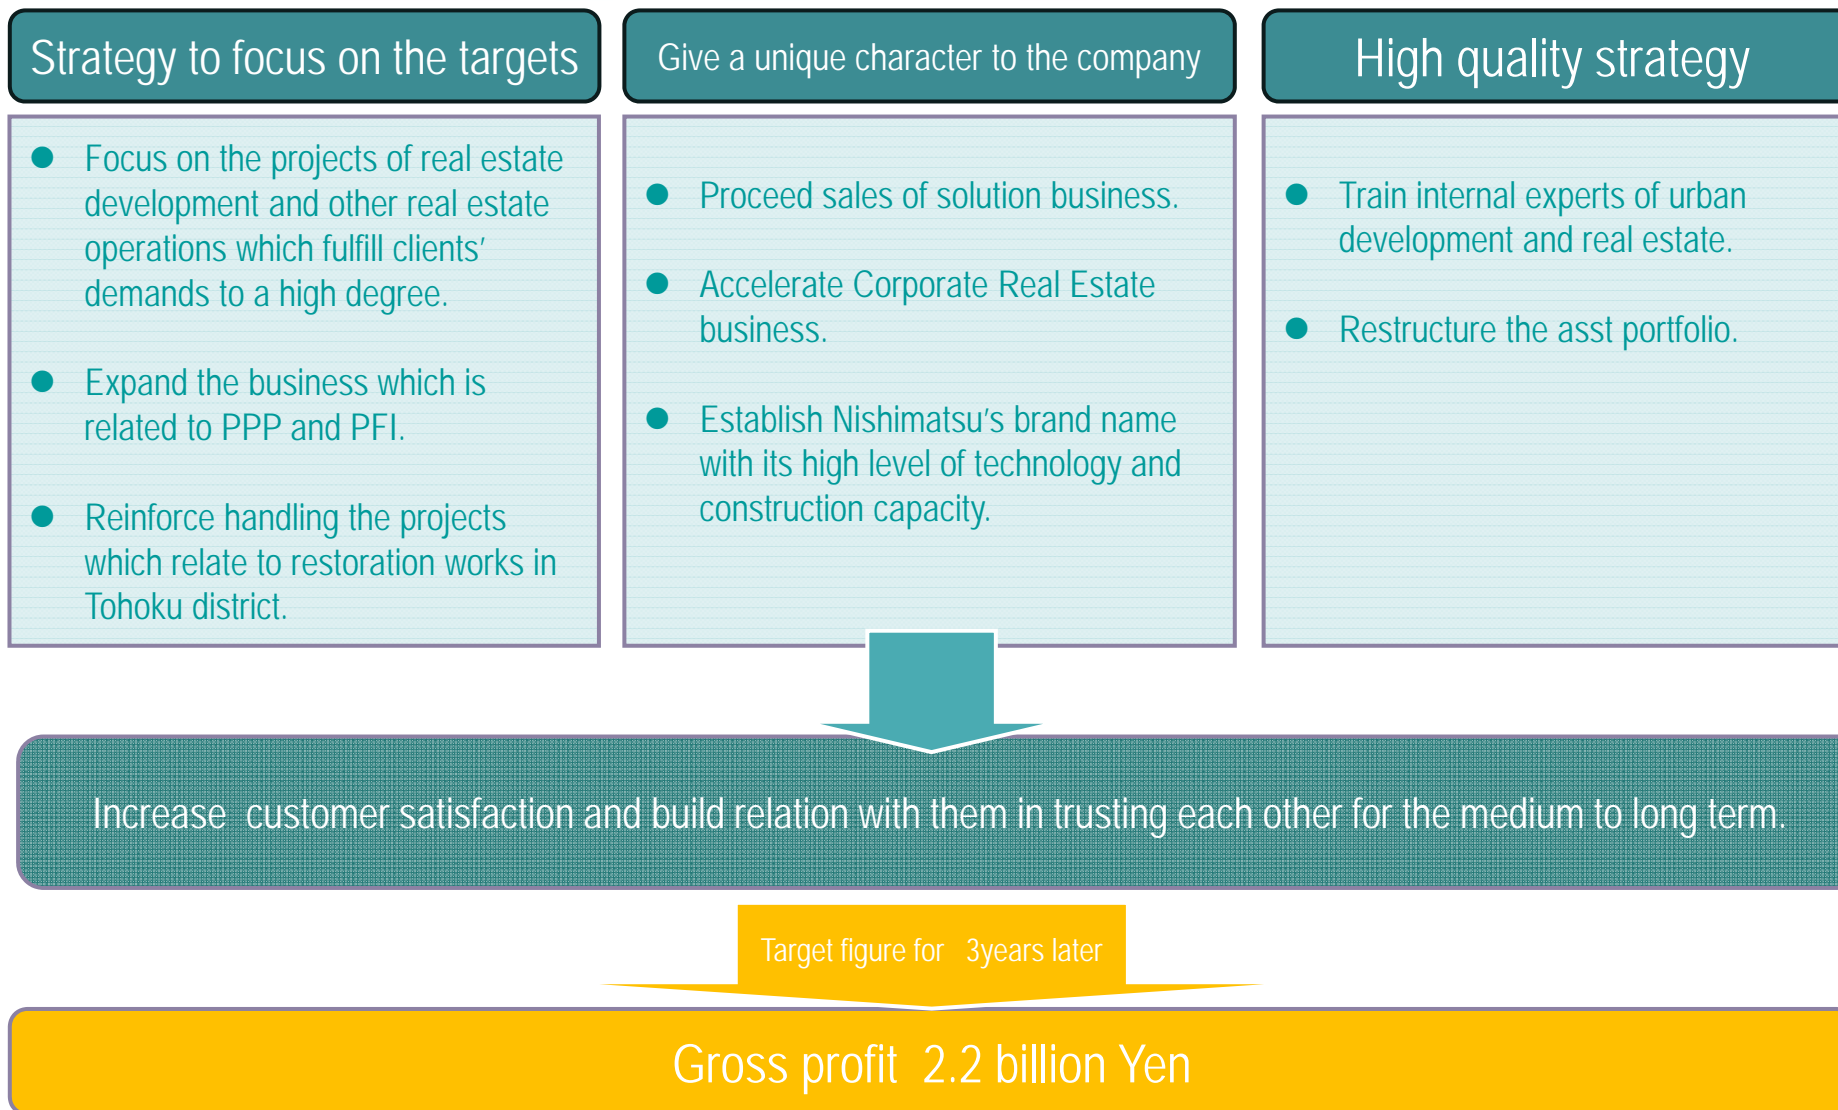 Strategy to focus on the targets
Focus on the projects of real estate
development and other real estate
operations which fulfill clients'
demands to a high degree.
Expand the business which is
related to PPP and PFI.
Reinforce handling the projects
which relate to restoration works in
Tohoku district.
Give a unique character to the company
Proceed sales of solution business.
Accelerate Corporate Real Estate
business.
Establish Nishimatsu's brand name
with its high level of technology and
construction capacity.
High quality strategy
Train internal experts of urban
development and real estate.
Restructure the asst portfolio.
Increase customer satisfaction and build relation with them in trusting each other for the medium to long term.
Target figure for 3years later
Gross profit 2.2 billion Yen